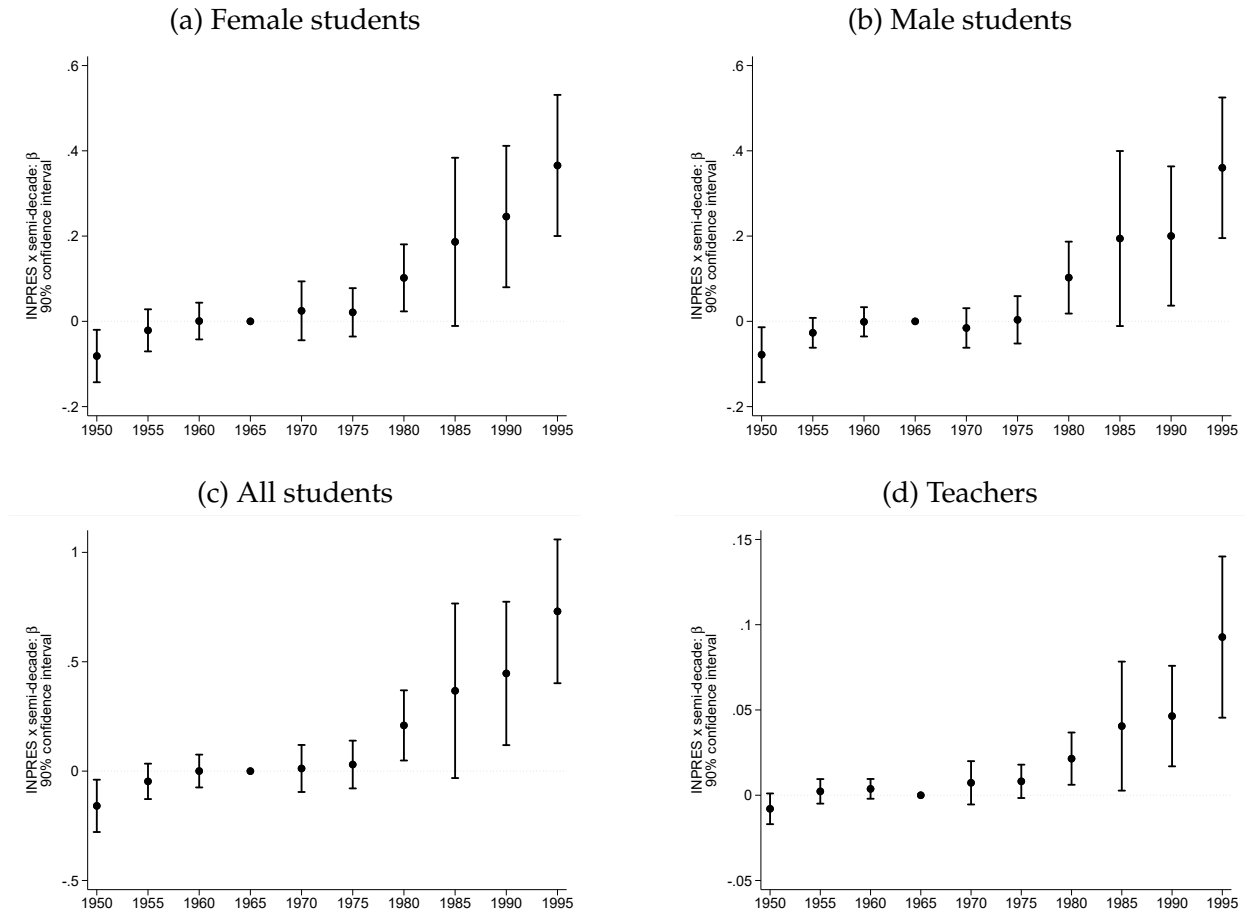 (a) Female students
.6
.4
.2
0
-.2
INPRES x semi-decade: β
90% confidence interval
1950 1955 1960 1965 1970 1975 1980 1985 1990 1995
(b) Male students
.6
.4
.2
0
-.2
INPRES x semi-decade: β
90% confidence interval
1950 1955 1960 1965 1970 1975 1980 1985 1990 1995
(c) All students
1
.5
0
-.5
INPRES x semi-decade: β
90% confidence interval
1950 1955 1960 1965 1970 1975 1980 1985 1990 1995
(d) Teachers
.15
.1
.05
0
-.05
INPRES x semi-decade: β
90% confidence interval
1950 1955 1960 1965 1970 1975 1980 1985 1990 1995